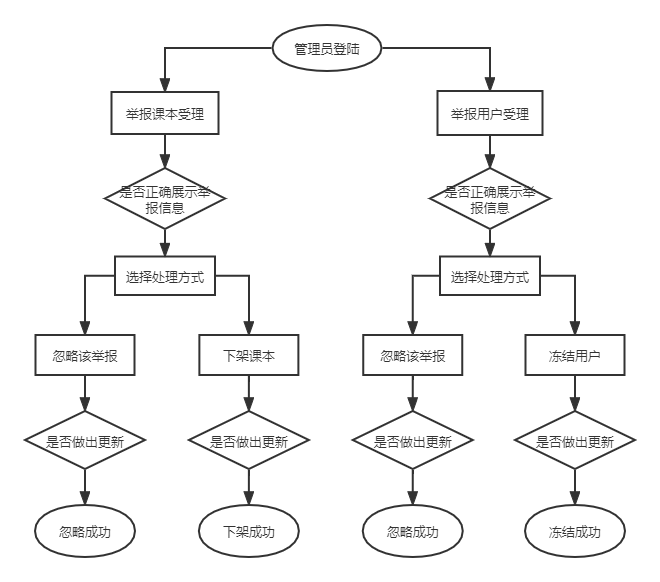 管理员登陆
举报课本受理
举报用户受理
是否正确展示举
报信息
是否正确展示举
报信息
选择处理方式
选择处理方式
忽略该举报
下架课本
忽略该举报
冻结用户
是否做出更新
是否做出更新
是否做出更新
是否做出更新
忽略成功
下架成功
忽略成功
冻结成功